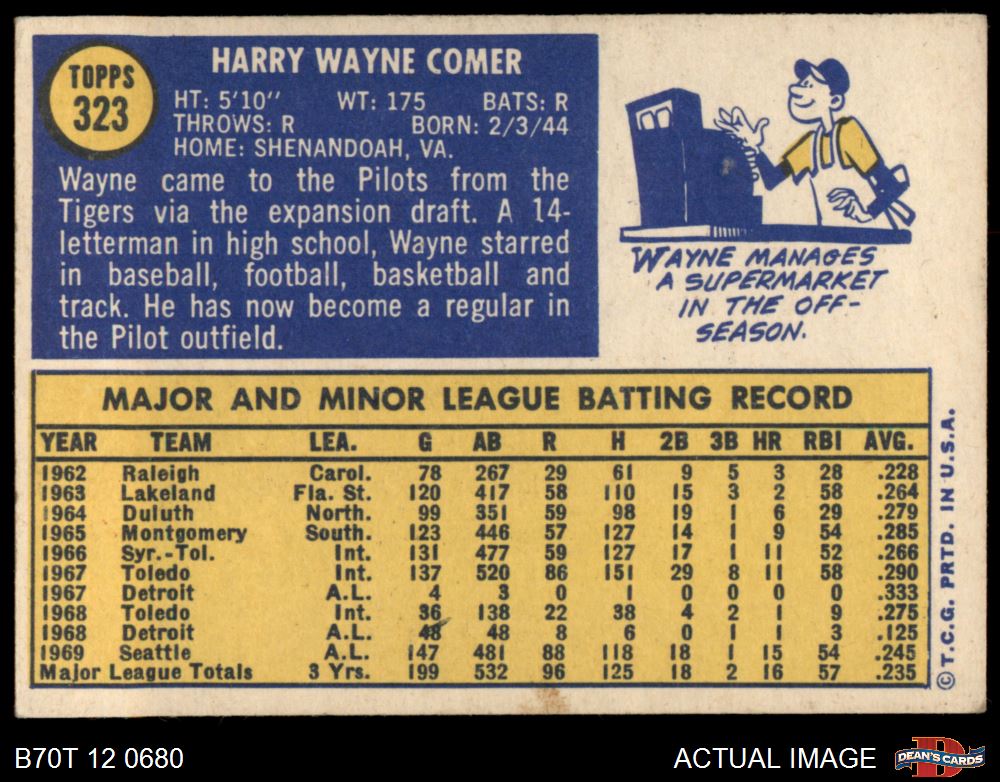 TOPPS
323
HARRY WAYNE COMER
HT: 5'10" WT: 175 BATS: R
THROWS: R BORN: 2/3/44
HOME: SHENANDOAH, VA.
Wayne came to the Pilots from the
Tigers via the expansion draft. A 14-
letterman in high school, Wayne starred
in baseball, football, basketball and
track. He has now become a regular in
the Pilot outfield.
WAYNE MANAGES
A SUPERMARKET
IN THE OFF-
SEASON.
MAJOR AND MINOR LEAGUE BATTING RECORD
YEAR TEAM LEA. G AB R H 2B 3B HR RBI AVG.
1962 Raleigh Carol. 78 267 29 61 9 5 3 28 .228
1963 Lakeland Fla. St. 120 417 58 110 15 3 2 58 .264
1964 Duluth North. 99 351 59 98 19 1 6 29 .279
1965 Montgomery South. 123 446 57 127 14 1 9 54 .285
1966 Syr.-Tol. Int. 131 477 59 127 17 1 11 52 .266
1967 Toledo Int. 137 520 86 151 29 8 11 58 .290
1967 Detroit A.L. 4 3 0 1 0 0 0 0 .333
1968 Toledo Int. 36 138 22 38 4 2 1 9 .275
1968 Detroit A.L. 48 48 8 6 0 1 1 3 .125
1969 Seattle A.L. 147 481 88 118 18 1 15 54 .245
Major League Totals 3 Yrs. 199 532 96 125 18 2 16 57 .235
©T.C.G. PRTD. IN U.S.A.
B70T 12 0680
ACTUAL IMAGE
D
DEAN'S CARDS